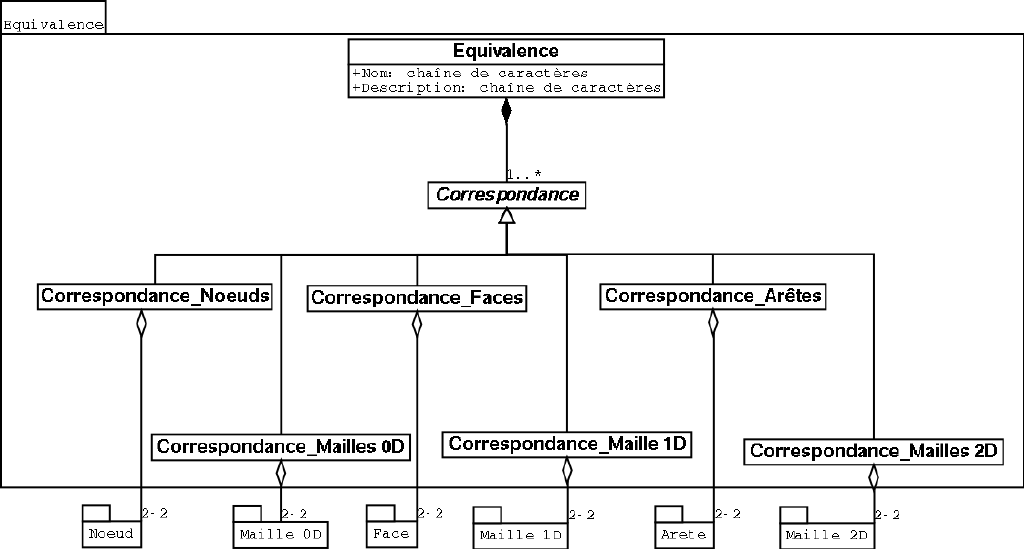 Equivalence
Equivalence
+Nom: chaîne de caractères
+Description: chaîne de caractères
1..*
Correspondance
Correspondance_Noeuds
Correspondance_Faces
Correspondance_Arêtes
Correspondance_Mailles 0D
Correspondance_Maille 1D
Correspondance_Mailles 2D
2-2
2-2
2-2
2-2
2-2
2-2
Noeud
Maille 0D
Face
Maille 1D
Arete
Maille 2D